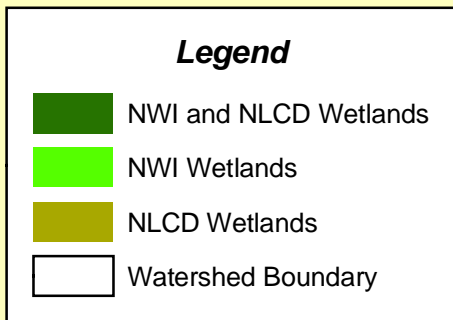 Legend
NWI and NLCD Wetlands
NWI Wetlands
NLCD Wetlands
Watershed Boundary